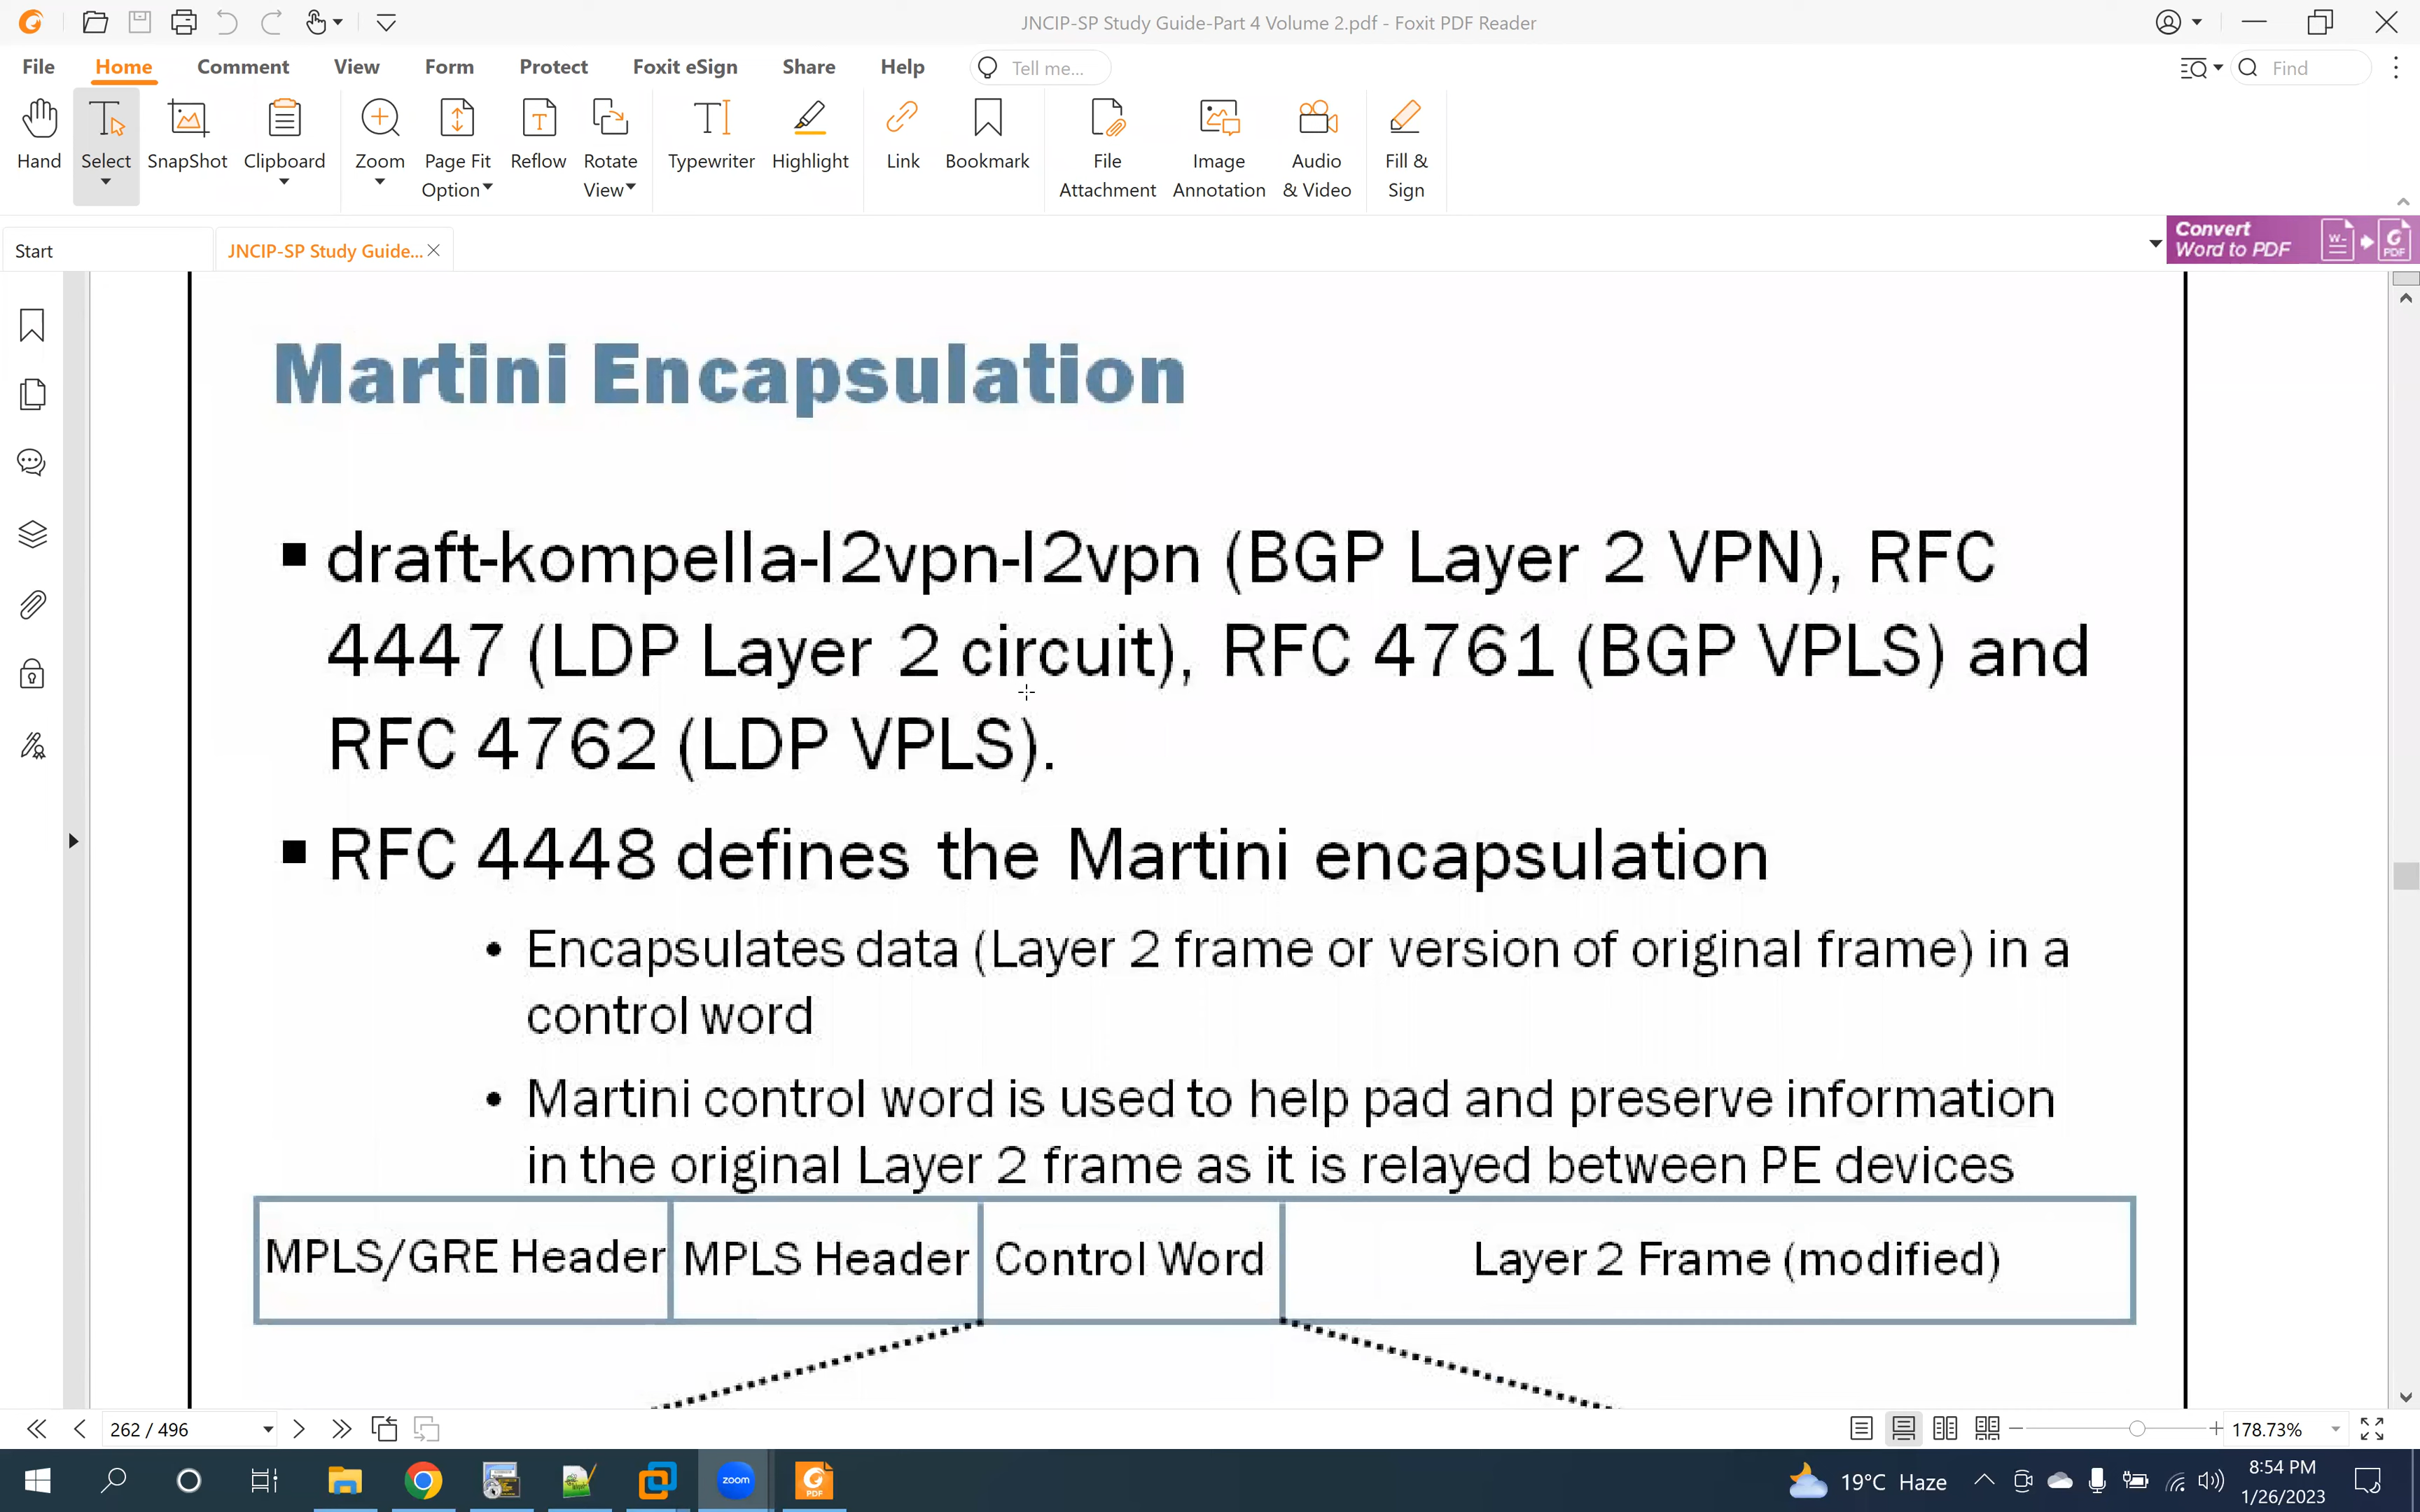 JNCIP-SP Study Guide-Part 4 Volume 2.pdf - Foxit PDF Reader
File Home Comment View Form Protect Foxit eSign Share Help Tell me... Find
Hand Select SnapShot Clipboard Zoom Page Fit Option Reflow Rotate View Typewriter Highlight Link Bookmark File Attachment Image Annotation Audio & Video Fill & Sign
Start JNCIP-SP Study Guide...
Convert
Word to PDF
W
PDF
Martini Encapsulation
■ draft-kompella-l2vpn-l2vpn (BGP Layer 2 VPN), RFC
4447 (LDP Layer 2 circuit), RFC 4761 (BGP VPLS) and
RFC 4762 (LDP VPLS).
■ RFC 4448 defines the Martini encapsulation
• Encapsulates data (Layer 2 frame or version of original frame) in a
control word
• Martini control word is used to help pad and preserve information
in the original Layer 2 frame as it is relayed between PE devices
MPLS/GRE Header MPLS Header Control Word Layer 2 Frame (modified)
262 / 496 178.73%
zoom
PDF
19°C Haze
8:54 PM
1/26/2023